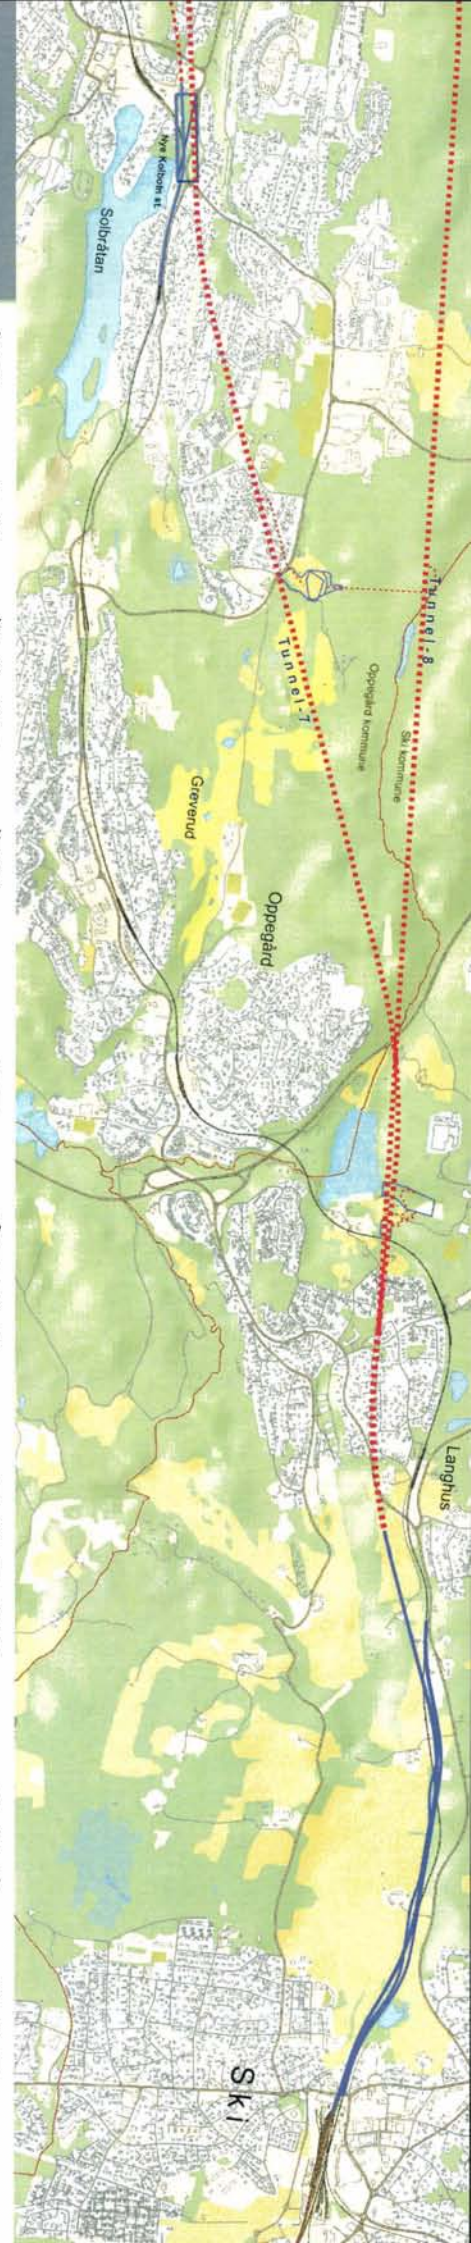 Nye Kolbotn st.
Solbråtan
Tunnel-8
Tunnel-7
Oppegård kommune
Ski kommune
Greverud
Oppegård
Langhus
Ski